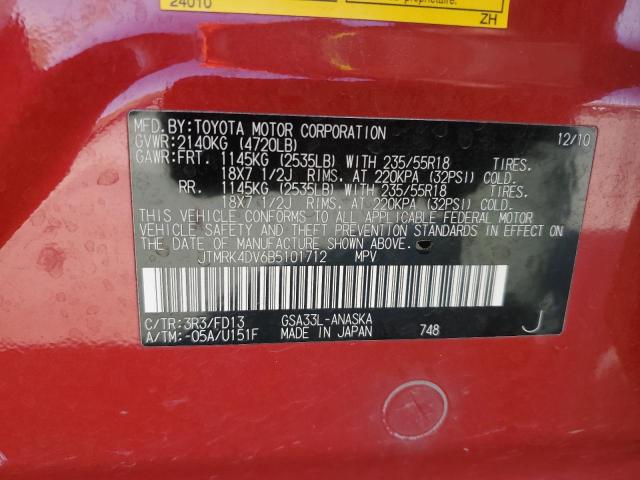 24010
ZH
MFD. BY: TOYOTA MOTOR CORPORATION 12/10
GVWR: 2140KG (4720LB)
GAWR: FRT. 1145KG (2535LB) WITH 235/55R18 TIRES.
18X7 1/2J RIMS. AT 220KPA (32PSI) COLD.
RR. 1145KG (2535LB) WITH 235/55R18 TIRES.
18X7 1/2J RIMS. AT 220KPA (32PSI) COLD.
THIS VEHICLE CONFORMS TO ALL APPLICABLE FEDERAL MOTOR
VEHICLE SAFETY AND THEFT PREVENTION STANDARDS IN EFFECT ON
THE DATE OF MANUFACTURE SHOWN ABOVE.
JTMRK4DV6B5101712 MPV
C/TR: 3R3/FD13 GSA33L-ANASKA
A/TM: -05A/U151F MADE IN JAPAN 748 J